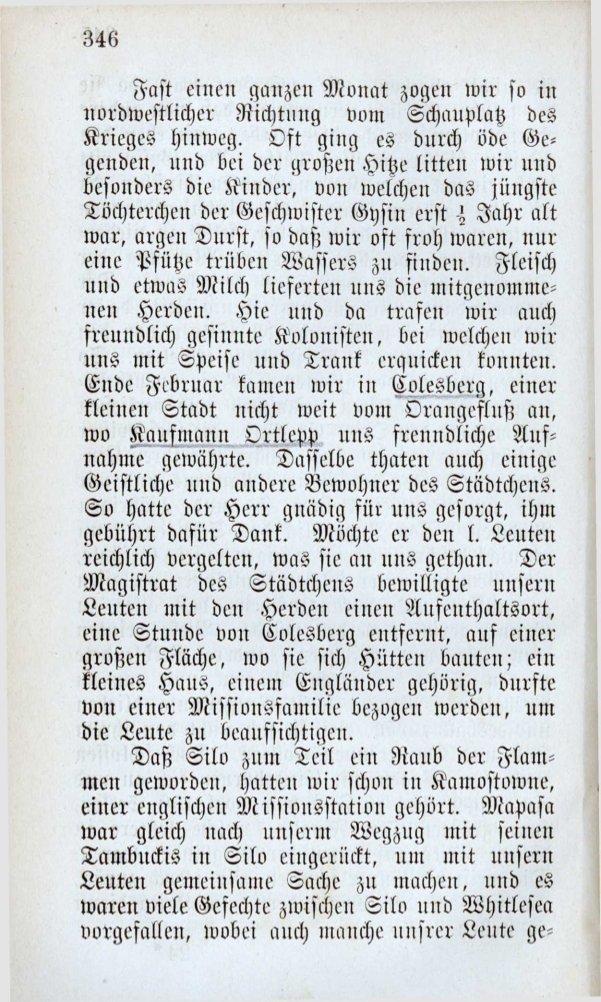 346
Fast einen ganzen Monat zogen wir so in
nordwestlicher Richtung vom Schauplatz des
Krieges hinweg. Oft ging es durch öde Ge-
genden, und bei der großen Hitze litten wir und
besonders die Kinder, von welchen das jüngste
Töchterchen der Geschwister Gysin erst ½ Jahr alt
war, argen Durst, so daß wir oft froh waren, nur
eine Pfütze trüben Wassers zu finden. Fleisch
und etwas Milch lieferten uns die mitgenomme-
nen Herden. Hie und da trafen wir auch
freundlich gesinnte Kolonisten, bei welchen wir
uns mit Speise und Trank erquicken konnten.
Ende Februar kamen wir in Colesberg, einer
kleinen Stadt nicht weit vom Orangefluß an,
wo Kaufmann Ortlepp uns freundliche Auf-
nahme gewährte. Dasselbe thaten auch einige
Geistliche und andere Bewohner des Städtchens.
So hatte der Herr gnädig für uns gesorgt, ihm
gebührt dafür Dank. Möchte er den l. Leuten
reichlich vergelten, was sie an uns gethan. Der
Magistrat des Städtchens bewilligte unsern
Leuten mit den Herden einen Aufenthaltsort,
eine Stunde von Colesberg entfernt, auf einer
großen Fläche, wo sie sich Hütten bauten; ein
kleines Haus, einem Engländer gehörig, durfte
von einer Missionsfamilie bezogen werden, um
die Leute zu beaufsichtigen.
Daß Silo zum Teil ein Raub der Flam-
men geworden, hatten wir schon in Kamostowne,
einer englischen Missionsstation gehört. Mapasa
war gleich nach unserm Wegzug mit seinen
Tambuckis in Silo eingerückt, um mit unsern
Leuten gemeinsame Sache zu machen, und es
waren viele Gefechte zwischen Silo und Whitlesea
vorgefallen, wobei auch manche unsrer Leute ge-